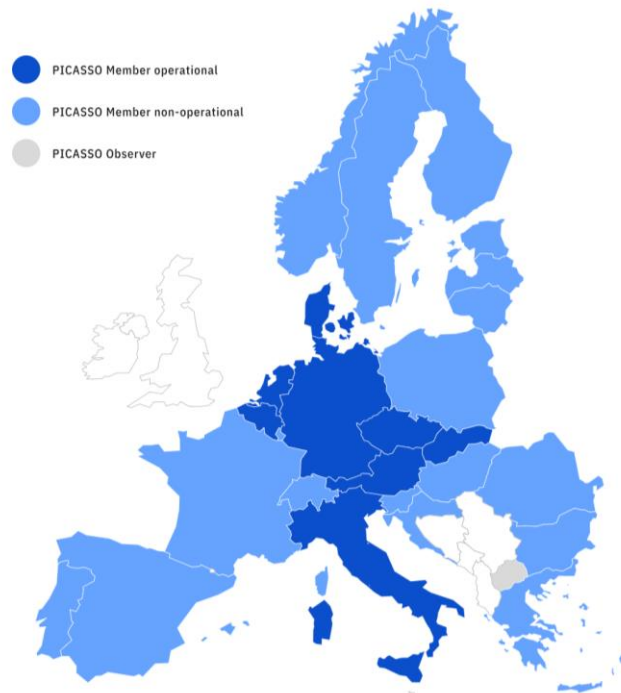 PICASSO Member operational
PICASSO Member non-operational
PICASSO Observer